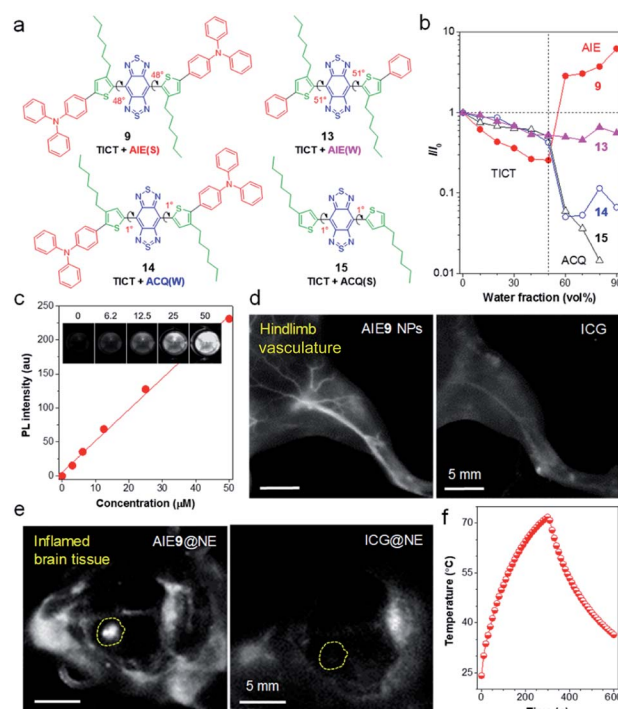 a
N
S
N
N
S
N
N
S
S
N
48°
48°
9
TICT + AIE(S)
N
S
N
N
S
N
S
S
51°
51°
13
TICT + AIE(W)
N
S
N
N
S
N
N
S
S
N
1°
1°
14
TICT + ACQ(W)
N
S
N
N
S
N
S
S
1°
1°
15
TICT + ACQ(S)
b
10
1
0.1
0.01
I/I0
AIE
9
13
14
15
TICT
ACQ
0 30 60 90
Water fraction (vol%)
c
0 6.2 12.5 25 50
250
200
150
100
50
0
PL intensity (au)
0 10 20 30 40 50
Concentration (μM)
d
Hindlimb
vasculature
AIE9 NPs
ICG
5 mm
e
Inflamed
brain tissue
AIE9@NE
ICG@NE
5 mm
f
70
55
40
24
Temperature (°C)
0 200 400 600